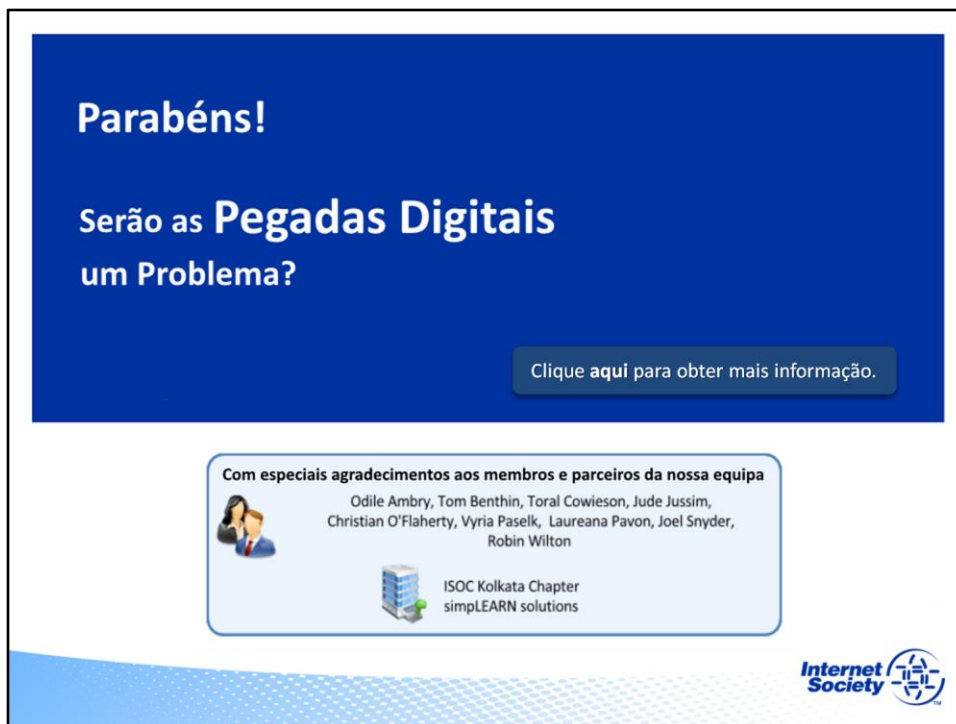 Parabéns!
Serão as Pegadas Digitais
um Problema?
Clique aqui para obter mais informação.
Com especiais agradecimentos aos membros e parceiros da nossa equipa
Odile Ambry, Tom Benthin, Toral Cowieson, Jude Jussim,
Christian O'Flaherty, Vyria Paselk, Laureana Pavon, Joel Snyder,
Robin Wilton
ISOC Kolkata Chapter
simpLEARN solutions
Internet
Society
TM